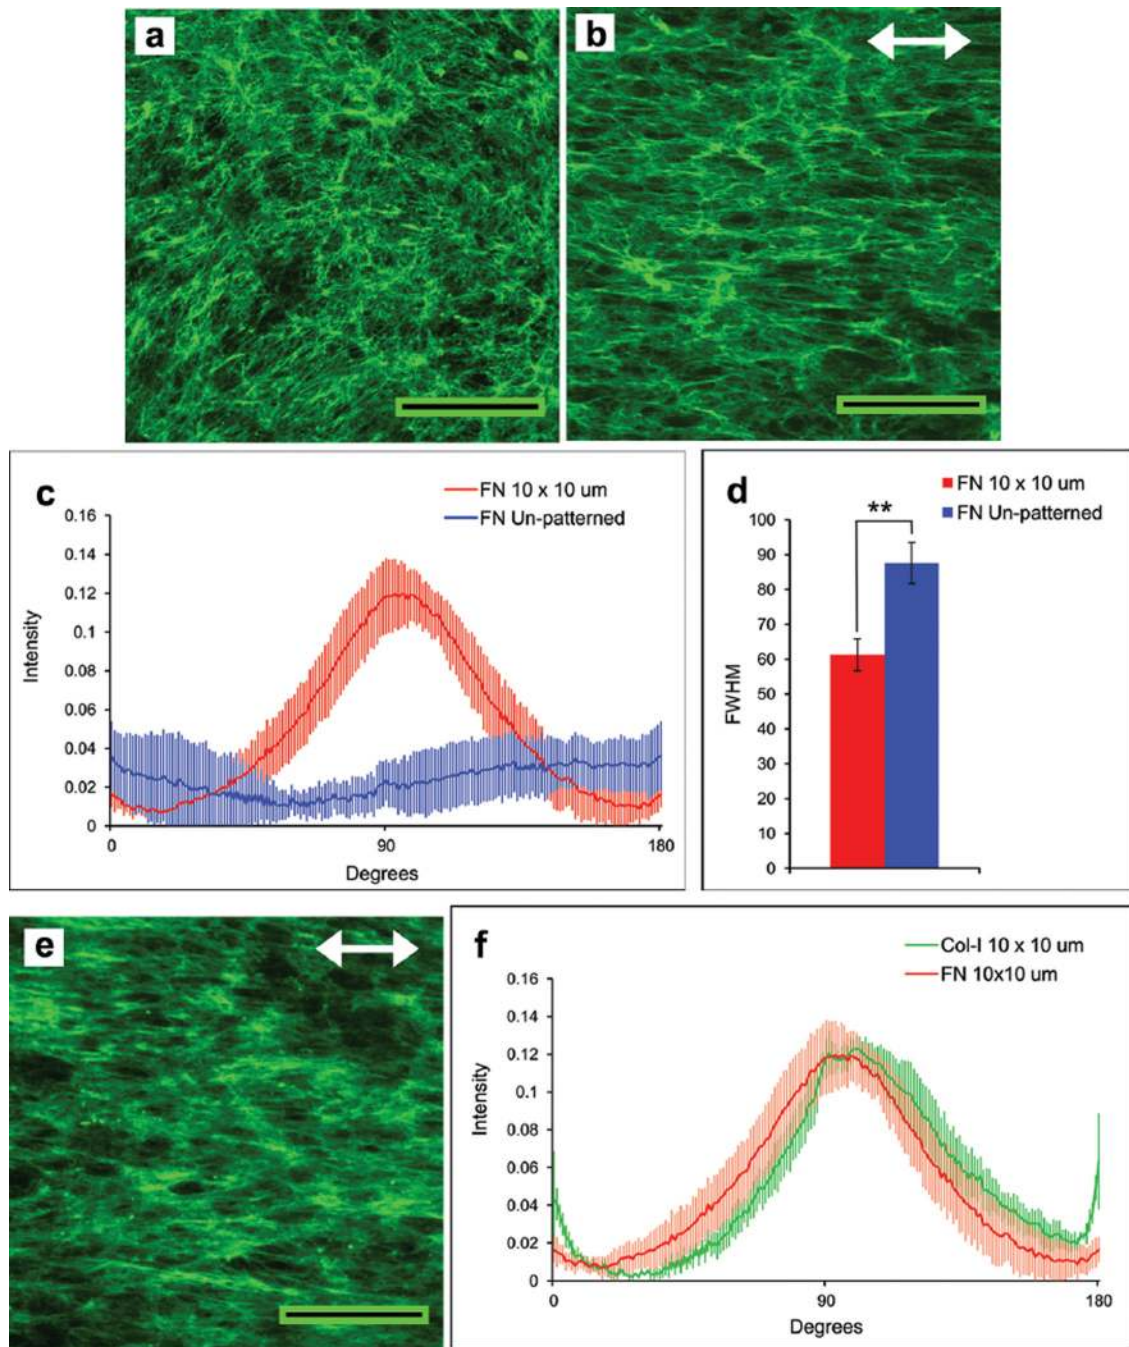 a
b
c
FN 10 x 10 um
FN Un-patterned
0.16
0.14
0.12
0.1
0.08
0.06
0.04
0.02
0
Intensity
0
90
180
Degrees
d
FN 10 x 10 um
FN Un-patterned
**
100
90
80
70
60
50
40
30
20
10
0
FWHM
e
f
Col-I 10 x 10 um
FN 10x10 um
0.16
0.14
0.12
0.1
0.08
0.06
0.04
0.02
0
Intensity
0
90
180
Degrees